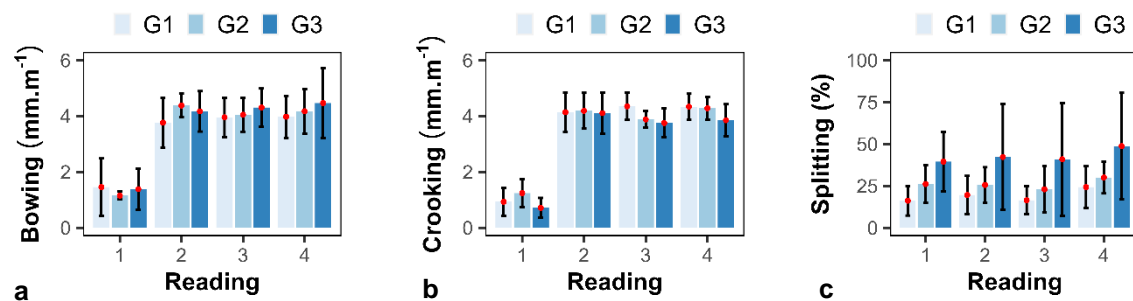 G1 G2 G3
Bowing (mm.m⁻¹)
6
4
2
0
1 2 3 4
Reading
a
G1 G2 G3
Crooking (mm.m⁻¹)
6
4
2
0
1 2 3 4
Reading
b
G1 G2 G3
Splitting (%)
100
75
50
25
0
1 2 3 4
Reading
c